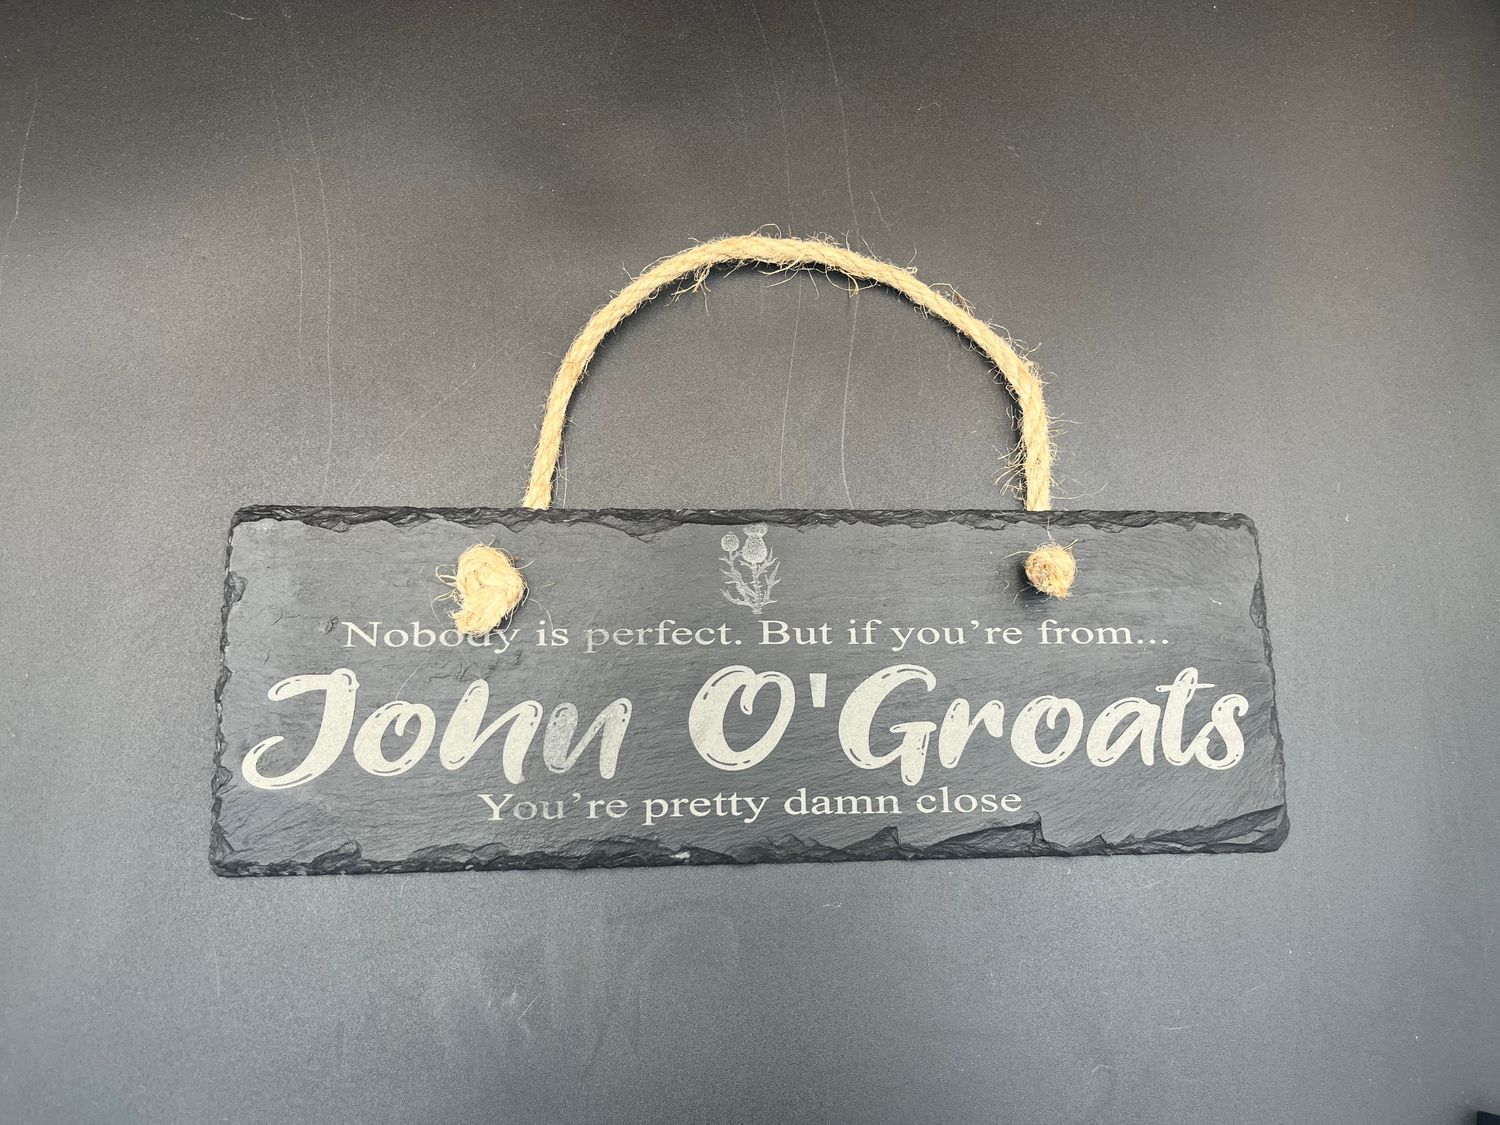 Nobody is perfect. But if you’re from...
John O'Groats
You’re pretty damn close